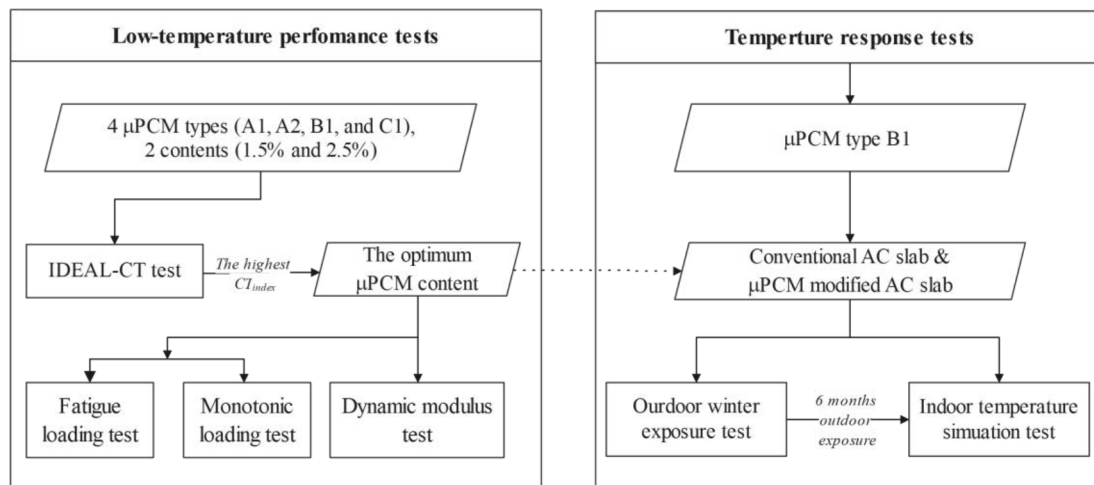 Low-temperature perfomance tests
4 μPCM types (A1, A2, B1, and C1),
2 contents (1.5% and 2.5%)
IDEAL-CT test
The highest
CTindex
The optimum
μPCM content
Fatigue
loading test
Monotonic
loading test
Dynamic modulus
test
Temperture response tests
μPCM type B1
Conventional AC slab &
μPCM modified AC slab
Ourdoor winter
exposure test
6 months
outdoor
exposure
Indoor temperature
simuation test